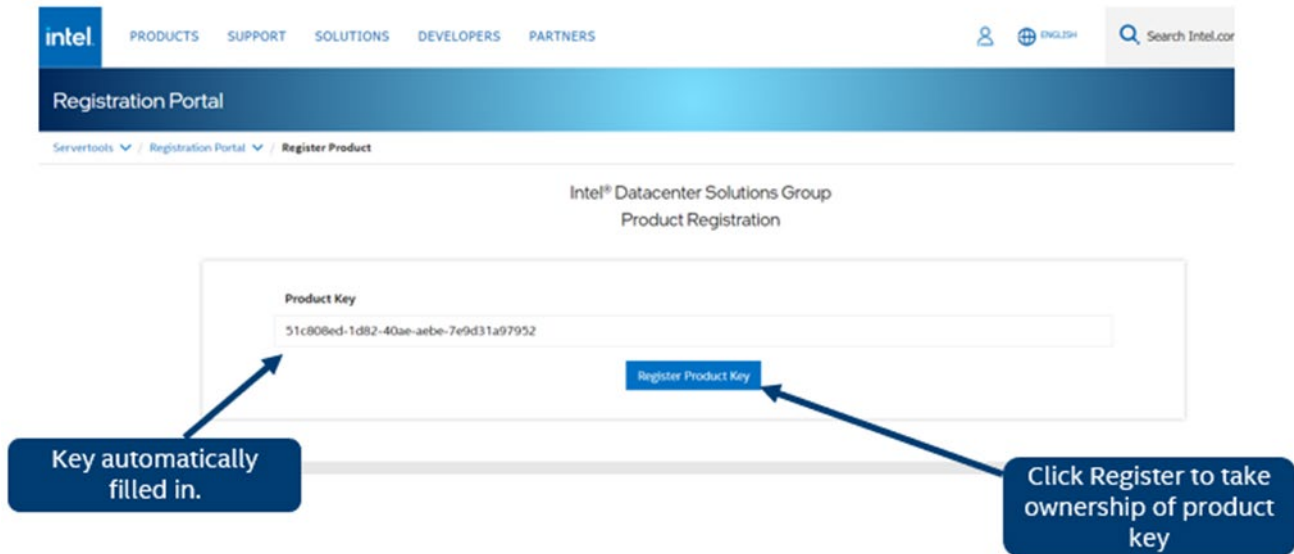 intel.
PRODUCTS SUPPORT SOLUTIONS DEVELOPERS PARTNERS ENGLISH Search Intel.cor
Registration Portal
Servertools / Registration Portal / Register Product
Intel® Datacenter Solutions Group
Product Registration
Product Key
51c808ed-1d82-40ae-aebe-7e9d31a97952
Register Product Key
Key automatically
filled in.
Click Register to take
ownership of product
key